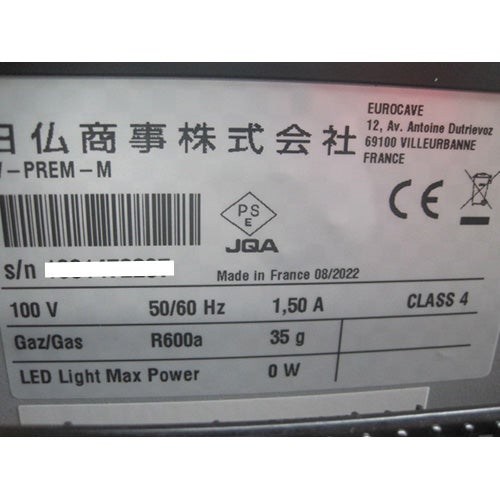 日仏商事株式会社
EUROCAVE
12, Av. Antoine Dutrievoz
69100 VILLEURBANNE
FRANCE
V-PREM-M
PS
E
JQA
CE
s/n
Made in France 08/2022
100 V 50/60 Hz 1,50 A CLASS 4
Gaz/Gas R600a 35 g
LED Light Max Power 0 W